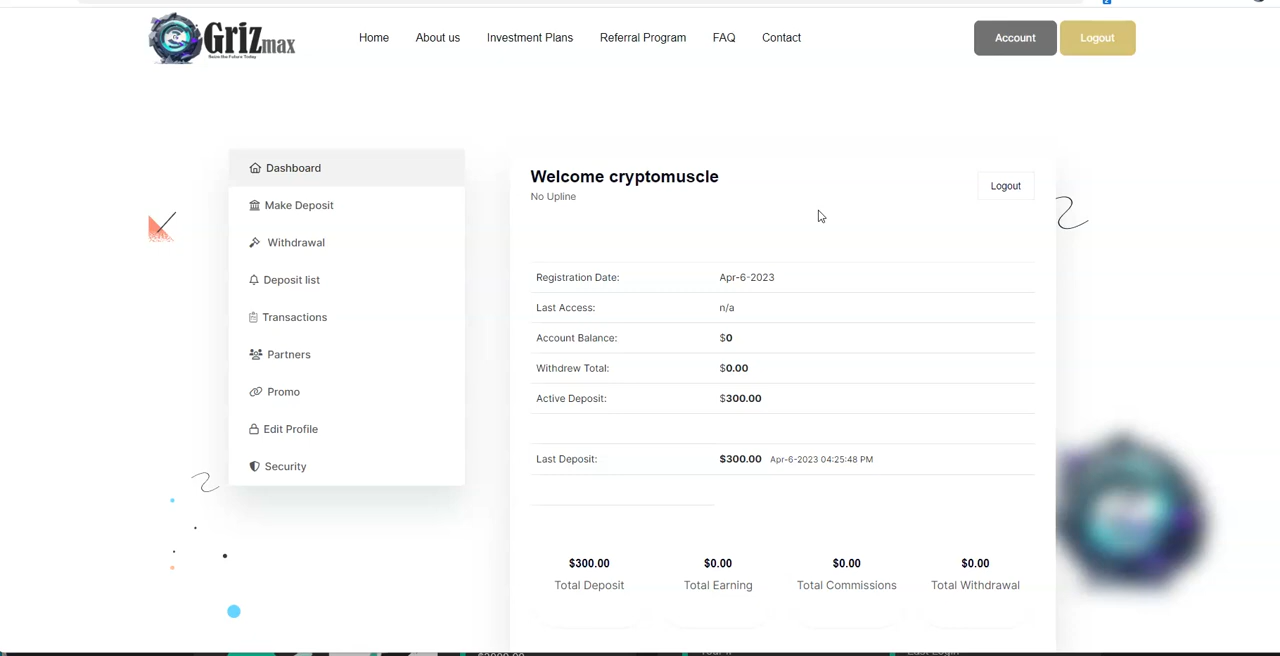 Griz max
Home
About us
Investment Plans
Referral Program
FAQ
Contact
Account
Logout
Dashboard
Make Deposit
Withdrawal
Deposit list
Transactions
Partners
Promo
Edit Profile
Security
Welcome cryptomuscle
No Upline
Logout
Registration Date: Apr-6-2023
Last Access: n/a
Account Balance: $0
Withdrew Total: $0.00
Active Deposit: $300.00
Last Deposit: $300.00 Apr-6-2023 04:25:48 PM
$300.00 $0.00 $0.00 $0.00
Total Deposit Total Earning Total Commissions Total Withdrawal